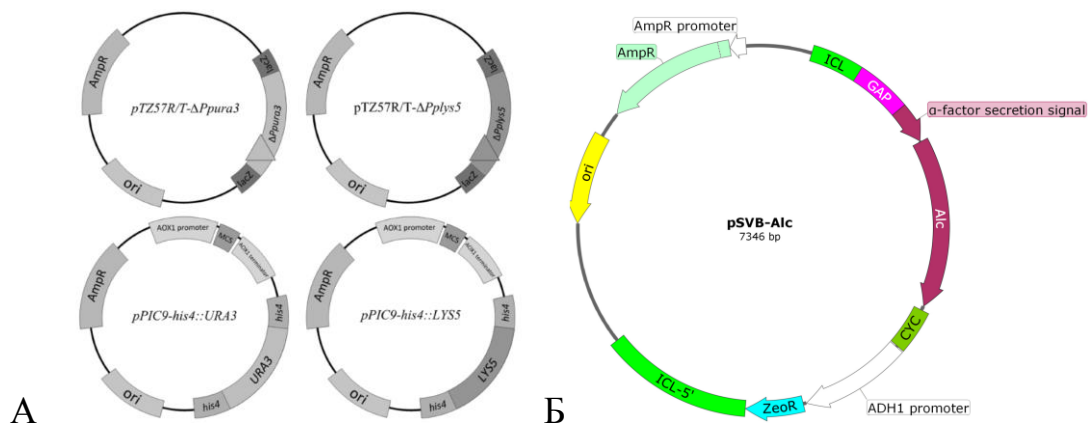 AmpR
lacZ
ΔPpura3
lacZ
ori
pTZ57R/T-ΔPpura3
AmpR
lacZ
ΔPplys5
lacZ
ori
pTZ57R/T-ΔPplys5
AOX1 promoter
MCS
AOX1 terminator
AmpR
his4
URA3
his4
ori
pPIC9-his4::URA3
AOX1 promoter
MCS
AOX1 terminator
AmpR
his4
LYS5
his4
ori
pPIC9-his4::LYS5
А
AmpR promoter
AmpR
ICL
GAP
α-factor secretion signal
ori
Alc
pSVB-Alc
7346 bp
CYC
ICL-5'
ZeoR
ADH1 promoter
Б